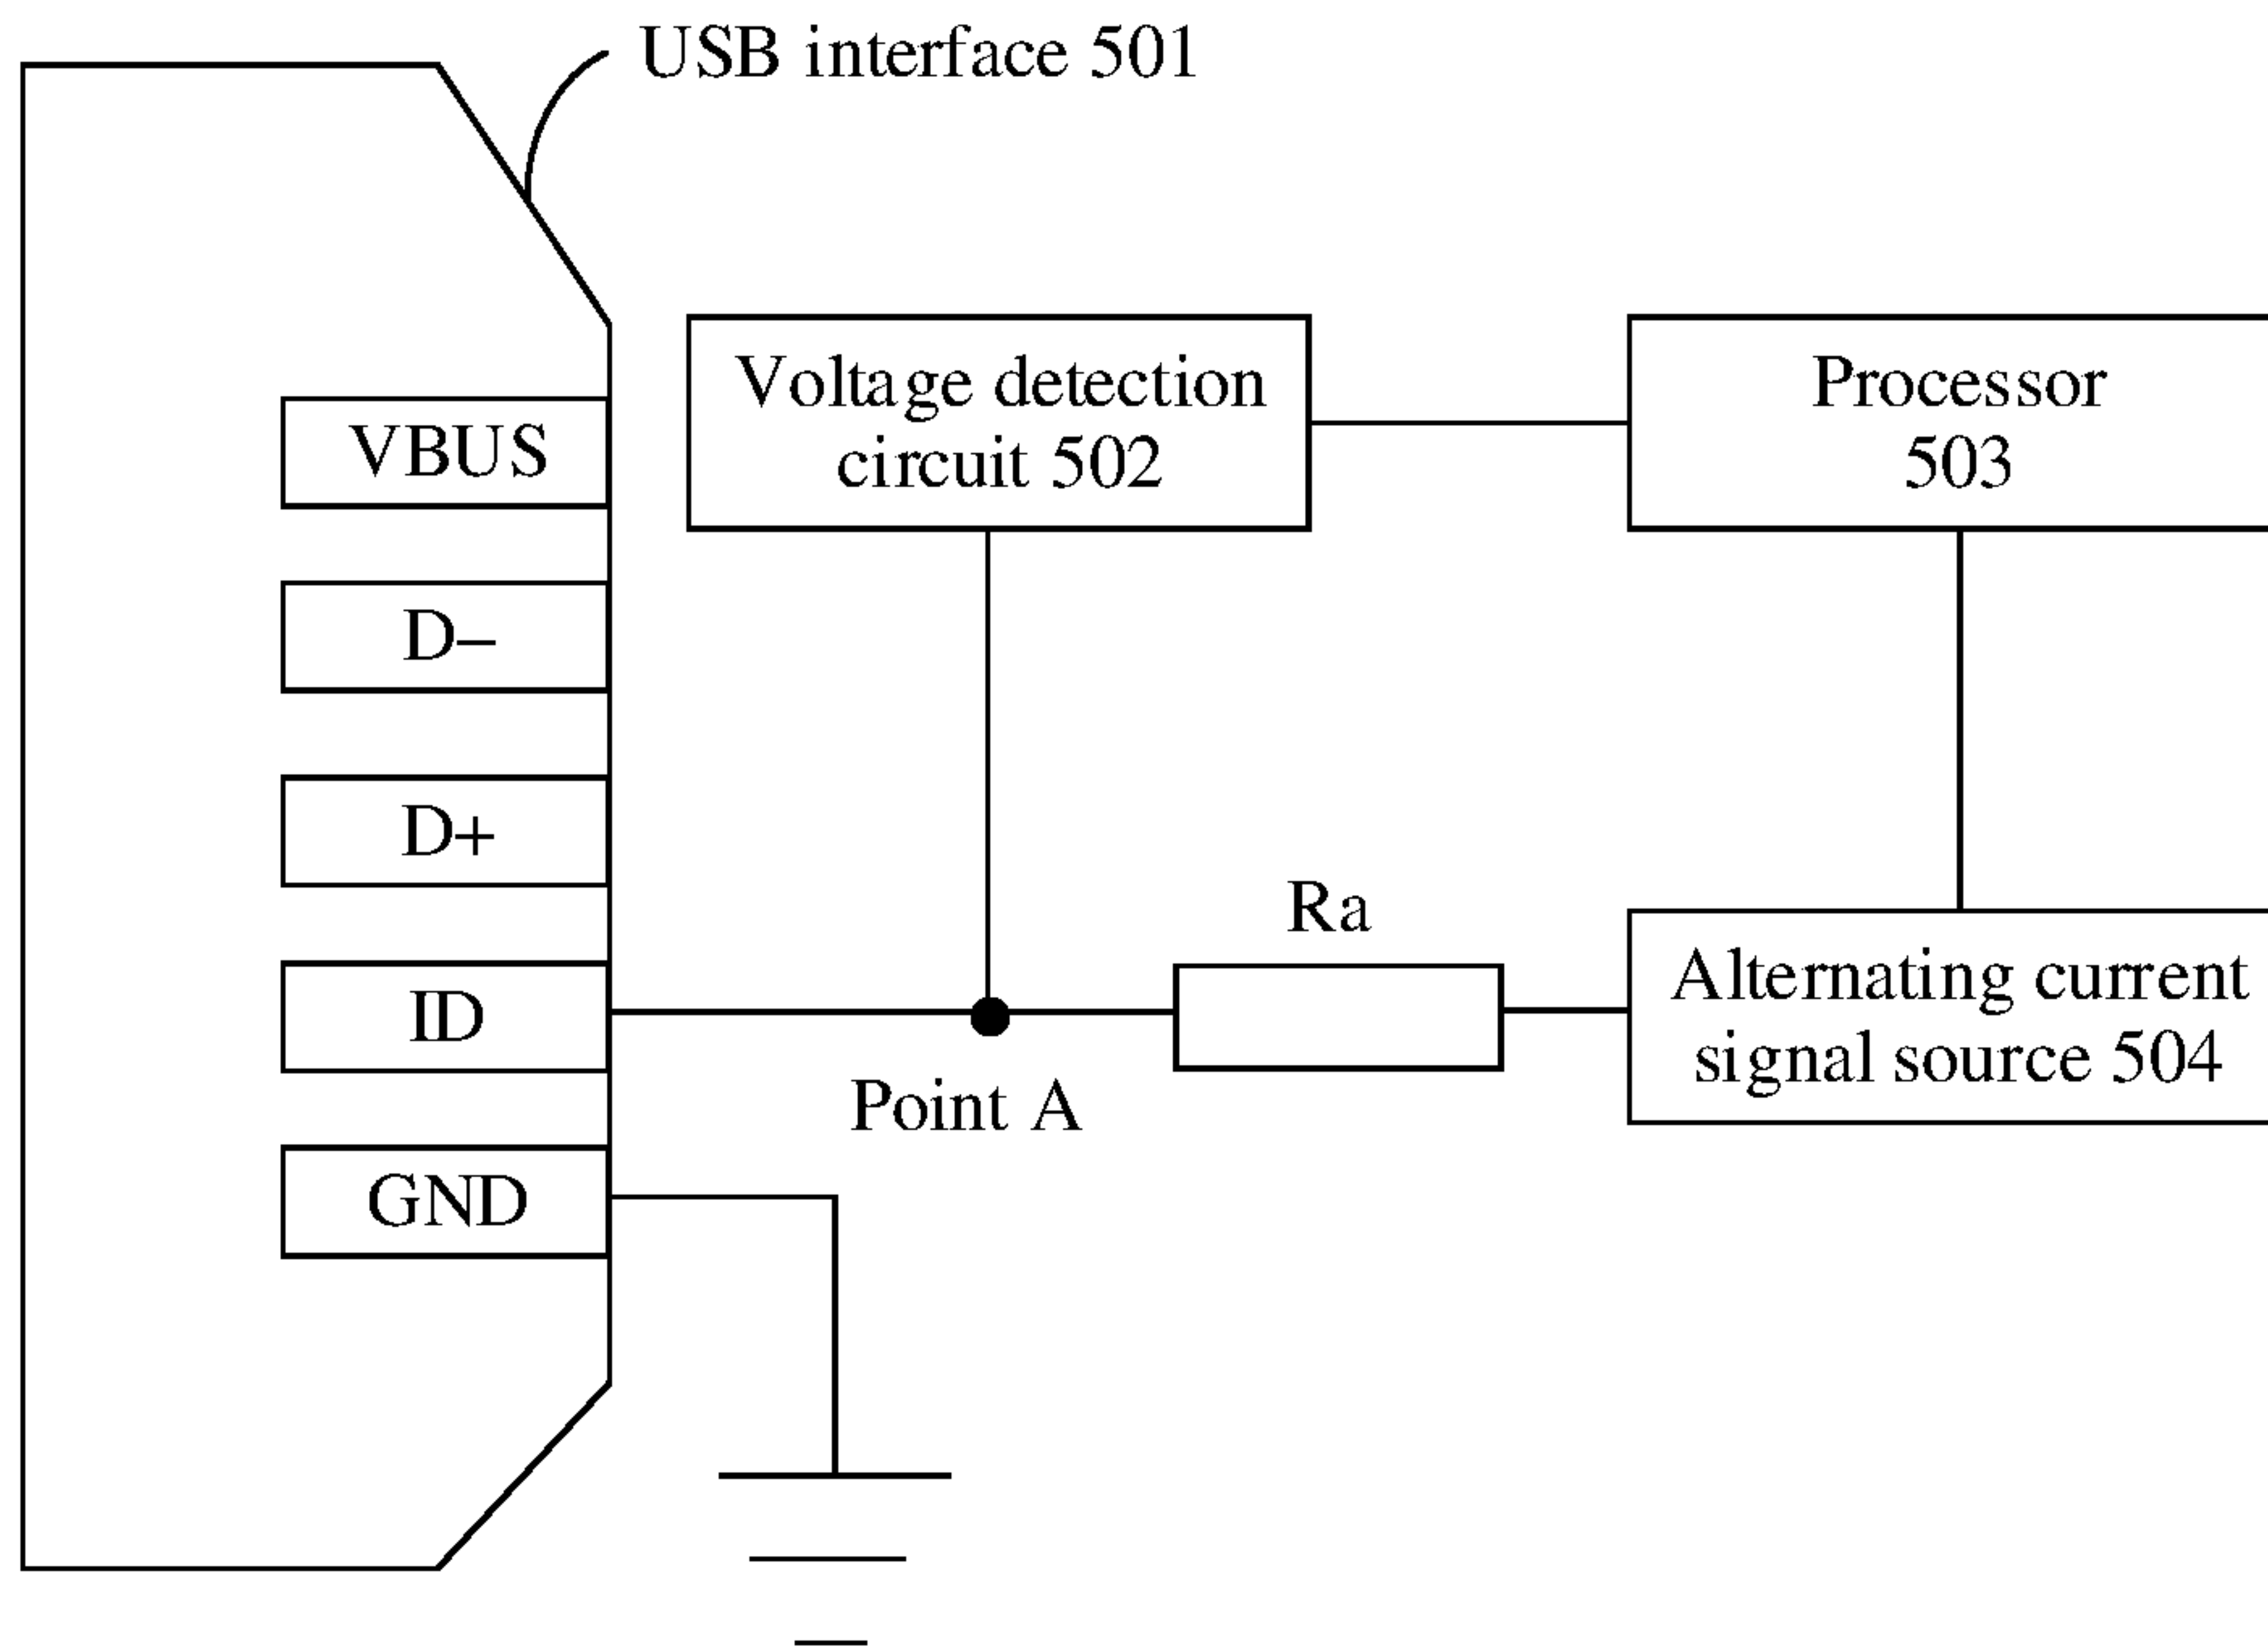 USB interface 501
Voltage detection
circuit 502
Processor
503
VBUS
D−
D+
Ra
ID
Alternating current
signal source 504
Point A
GND